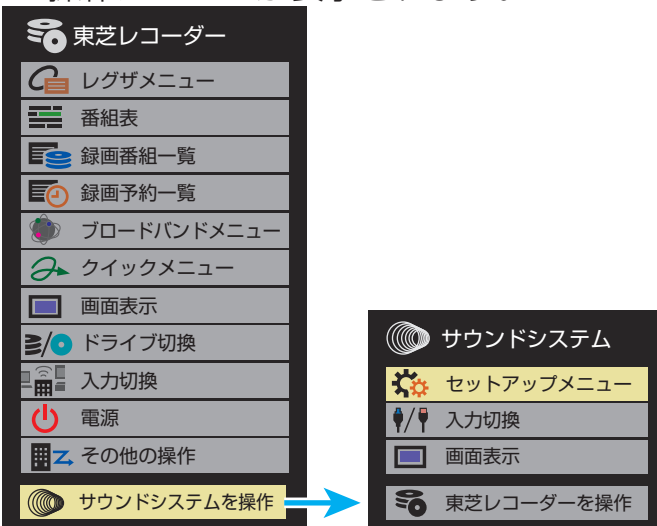 東芝レコーダー
レグザメニュー
番組表
録画番組一覧
録画予約一覧
ブロードバンドメニュー
クイックメニュー
画面表示
ドライブ切換
入力切換
電源
その他の操作
サウンドシステムを操作
サウンドシステム
セットアップメニュー
入力切換
画面表示
東芝レコーダーを操作